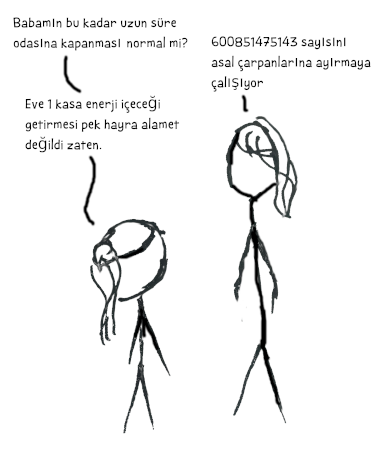 Babamın bu kadar uzun süre
odasına kapanması normal mi?
Eve 1 kasa enerji içeceği
getirmesi pek hayra alamet
değildi zaten.
600851475143 sayısını
asal çarpanlarına ayırmaya
çalışıyor